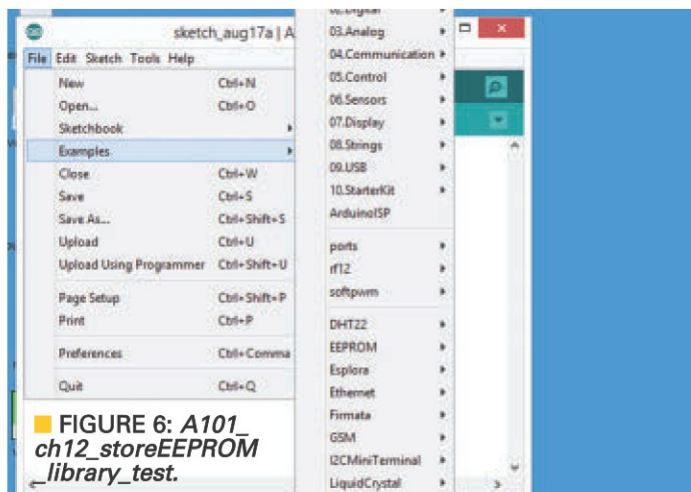 sketch_aug17a | A
File Edit Sketch Tools Help
New Ctrl+N
Open... Ctrl+O
Sketchbook
Examples
Close Ctrl+W
Save Ctrl+S
Save As... Ctrl+Shift+S
Upload Ctrl+U
Upload Using Programmer Ctrl+Shift+U
Page Setup Ctrl+Shift+P
Print Ctrl+P
Preferences Ctrl+Comma
Quit Ctrl+Q
02.Digital
03.Analog
04.Communication
05.Control
06.Sensors
07.Display
08.Strings
09.USB
10.StarterKit
ArduinoISP
ports
rf12
softpwm
DHT22
EEPROM
Esplora
Ethernet
Firmata
GSM
I2CMiniTerminal
LiquidCrystal
FIGURE 6: A101_
ch12_storeEEPROM
_library_test.